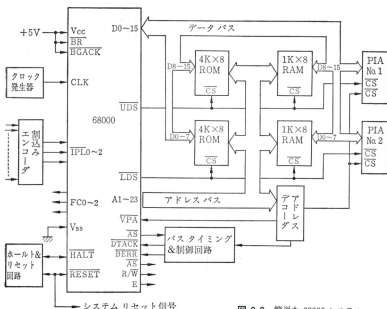 +5V
Vcc
BR
BGACK
クロック
発生器
CLK
割込み
エンコーダ
IPL0~2
FC0~2
Vss
ホールト&
リセット
回路
HALT
RESET
68000
D0~15
UDS
LDS
A1~23
VPA
AS
DTACK
BERR
AS
R/W
E
データ バス
D8~15
4K×8
ROM
CS
1K×8
RAM
CS
D8~15
PIA
No.1
CS
CS
D0~7
4K×8
ROM
CS
1K×8
RAM
CS
D0~7
PIA
No.2
CS
CS
アドレス バス
アドレス
デコーダ
バス タイミング
&制御回路
システム リセット信号